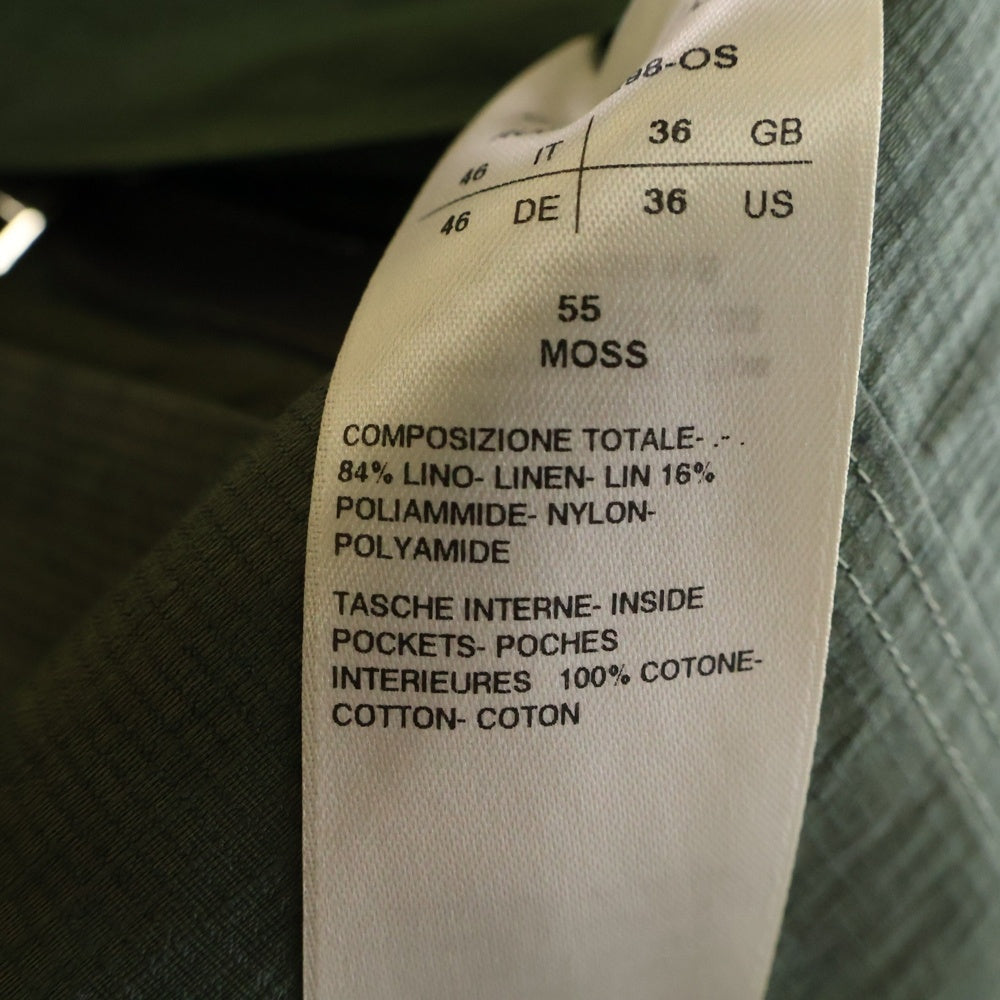 8-OS
46 IT 36 GB
46 DE 36 US
55
MOSS
COMPOSIZIONE TOTALE- .- .
84% LINO- LINEN- LIN 16%
POLIAMMIDE- NYLON-
POLYAMIDE
TASCHE INTERNE- INSIDE
POCKETS- POCHES
INTERIEURES 100% COTONE-
COTTON- COTON